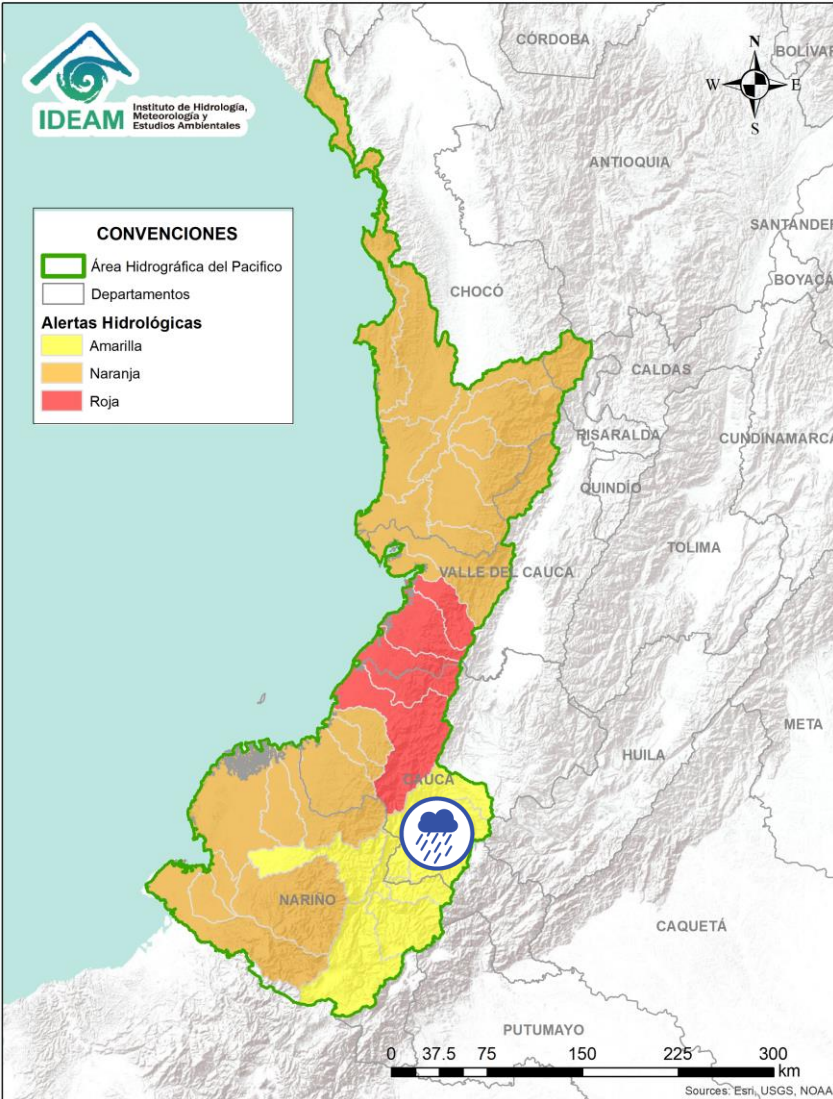 IDEAM
Instituto de Hidrología,
Meteorología y
Estudios Ambientales
N
W
E
S
CÓRDOBA
BOLÍVAR
ANTIOQUIA
SANTANDER
BOYACÁ
CHOCÓ
CALDAS
RISARALDA
CUNDINAMARCA
QUINDÍO
TOLIMA
VALLE DEL CAUCA
META
HUILA
CAUCA
NARIÑO
CAQUETÁ
PUTUMAYO
CONVENCIONES
Área Hidrográfica del Pacifico
Departamentos
Alertas Hidrológicas
Amarilla
Naranja
Roja
0 37.5 75 150 225 300
km
Sources: Esri, USGS, NOAA